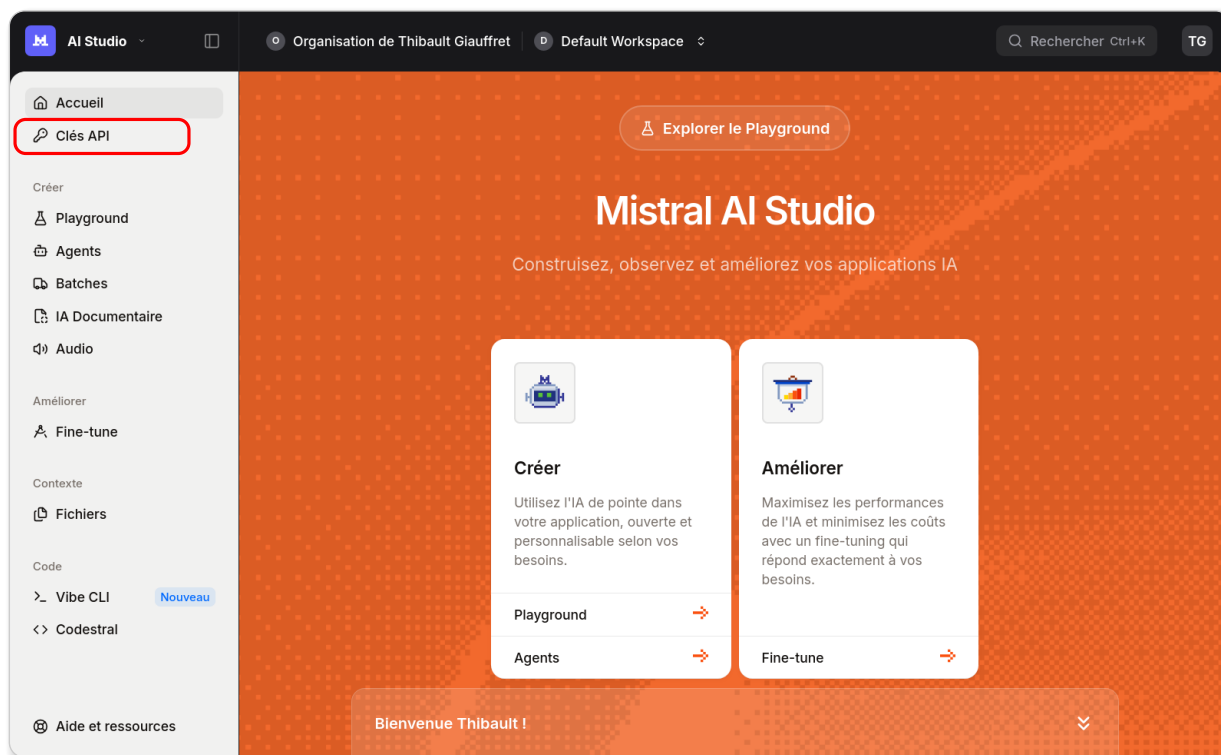 AI Studio
O Organisation de Thibault Giauffret
D Default Workspace
Rechercher Ctrl+K
TG
Accueil
Clés API
Créer
Playground
Agents
Batches
IA Documentaire
Audio
Améliorer
Fine-tune
Contexte
Fichiers
Code
Vibe CLI Nouveau
Codestral
Aide et ressources
Explorer le Playground
Mistral AI Studio
Construisez, observez et améliorez vos applications IA
Créer
Utilisez l'IA de pointe dans
votre application, ouverte et
personnalisable selon vos
besoins.
Playground
Agents
Améliorer
Maximisez les performances
de l'IA et minimisez les coûts
avec un fine-tuning qui
répond exactement à vos
besoins.
Fine-tune
Bienvenue Thibault !